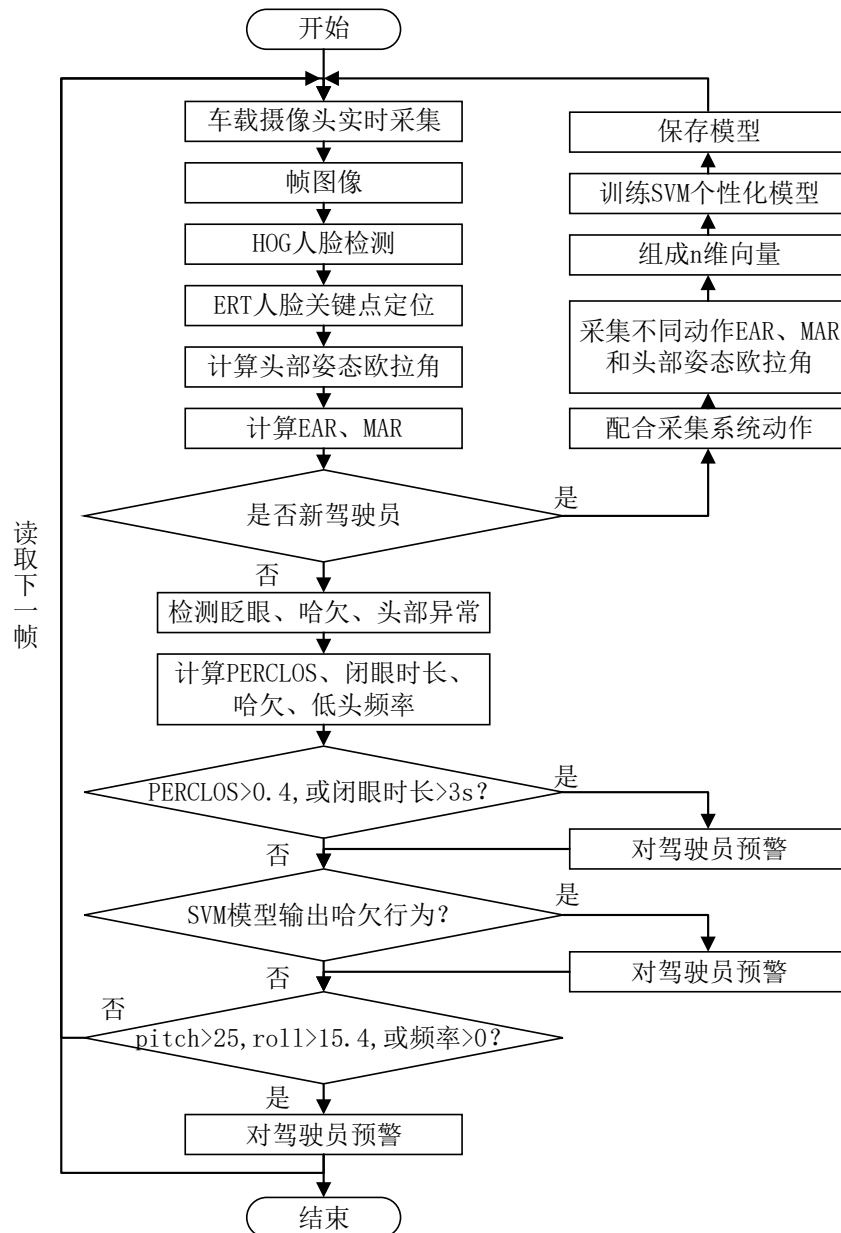 开始
车载摄像头实时采集
帧图像
HOG人脸检测
ERT人脸关键点定位
计算头部姿态欧拉角
计算EAR、MAR
是否新驾驶员
是
配合采集系统动作
采集不同动作EAR、MAR
和头部姿态欧拉角
组成n维向量
训练SVM个性化模型
保存模型
否
检测眨眼、哈欠、头部异常
计算PERCLOS、闭眼时长、
哈欠、低头频率
PERCLOS>0.4,或闭眼时长>3s?
是
对驾驶员预警
否
SVM模型输出哈欠行为?
是
对驾驶员预警
否
pitch>25,roll>15.4,或频率>0?
否
是
对驾驶员预警
读取下一帧
结束